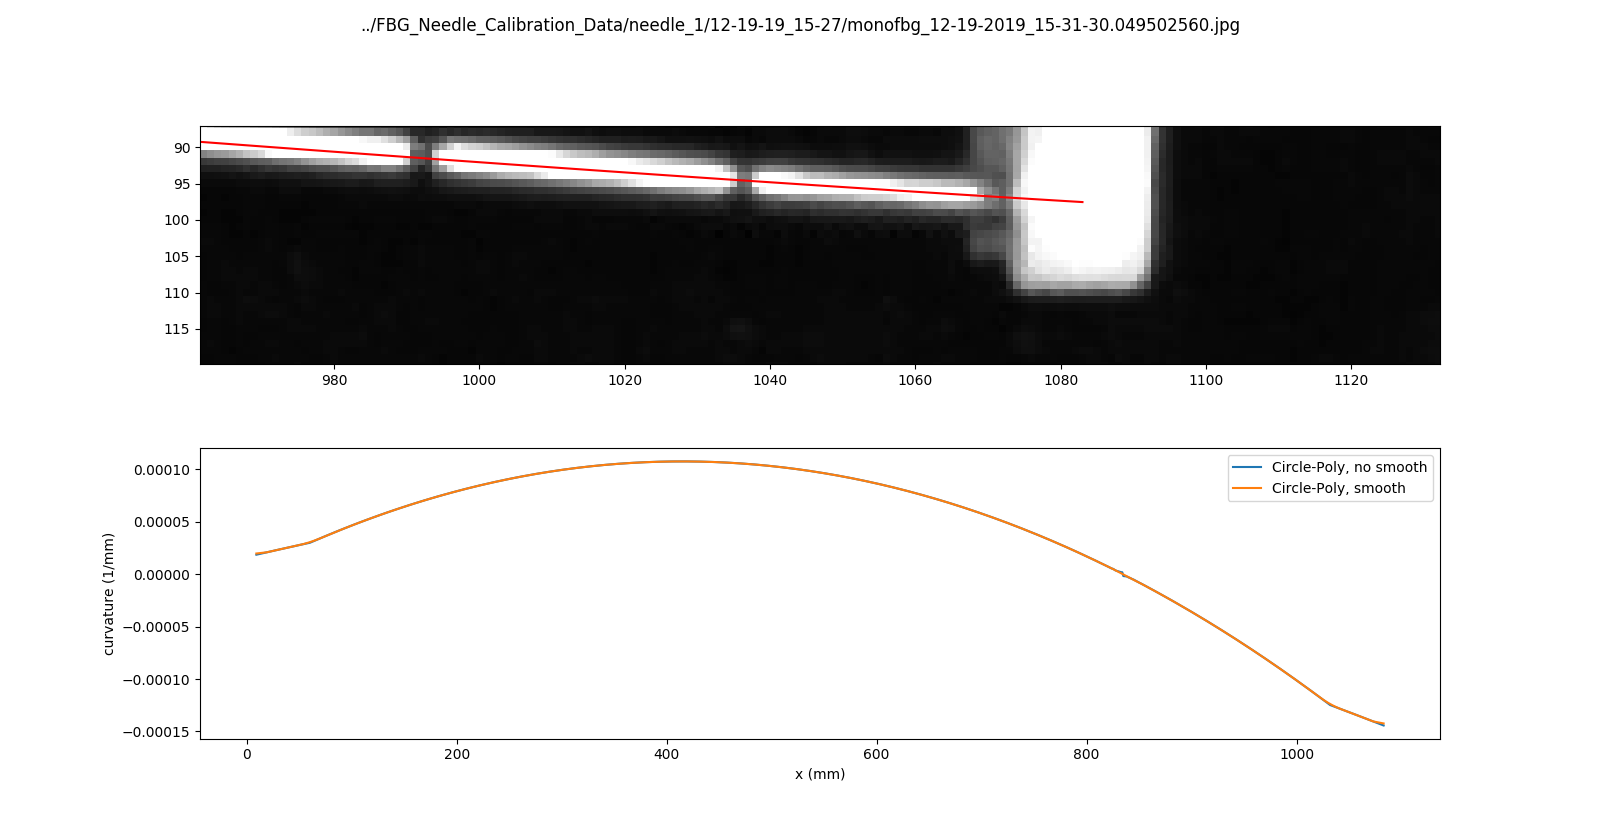 ../FBG_Needle_Calibration_Data/needle_1/12-19-19_15-27/monofbg_12-19-2019_15-31-30.049502560.jpg
90
95
100
105
110
115
980 1000 1020 1040 1060 1080 1100 1120
Circle-Poly, no smooth
Circle-Poly, smooth
0.00010
0.00005
0.00000
−0.00005
−0.00010
−0.00015
curvature (1/mm)
0 200 400 600 800 1000
x (mm)